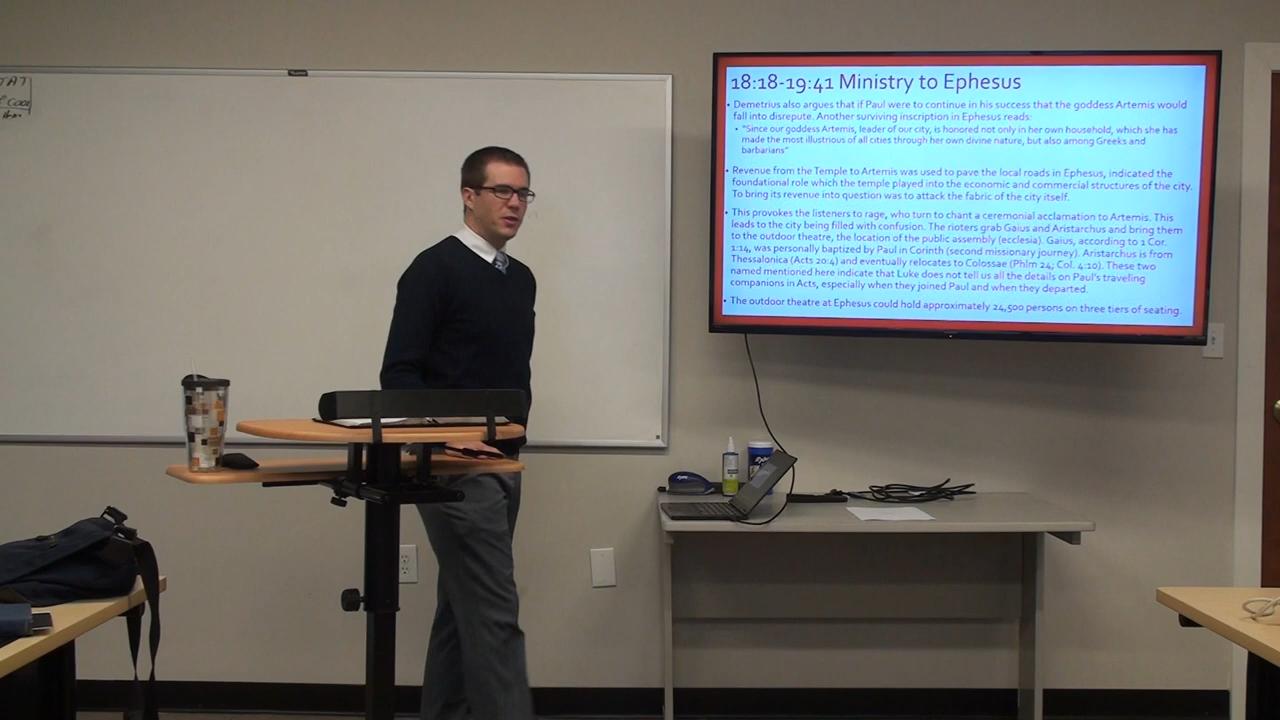 TAT
18:18-19:41 Ministry to Ephesus
• Demetrius also argues that if Paul were to continue in his success that the goddess Artemis would
fall into disrepute. Another surviving inscription in Ephesus reads:
• "Since our goddess Artemis, leader of our city, is honored not only in her own household, which she has
made the most illustrious of all cities through her own divine nature, but also among Greeks and
barbarians"
• Revenue from the Temple to Artemis was used to pave the local roads in Ephesus, indicated the
foundational role which the temple played into the economic and commercial structures of the city.
To bring its revenue into question was to attack the fabric of the city itself.
• This provokes the listeners to rage, who turn to chant a ceremonial acclamation to Artemis. This
leads to the city being filled with confusion. The rioters grab Gaius and Aristarchus and bring them
to the outdoor theatre, the location of the public assembly (ecclesia). Gaius, according to 1 Cor.
1:14, was personally baptized by Paul in Corinth (second missionary journey). Aristarchus is from
Thessalonica (Acts 20:4) and eventually relocates to Colossae (Phlm 24; Col. 4:10). These two
named mentioned here indicate that Luke does not tell us all the details on Paul's traveling
companions in Acts, especially when they joined Paul and when they departed.
• The outdoor theatre at Ephesus could hold approximately 24,500 persons on three tiers of seating.